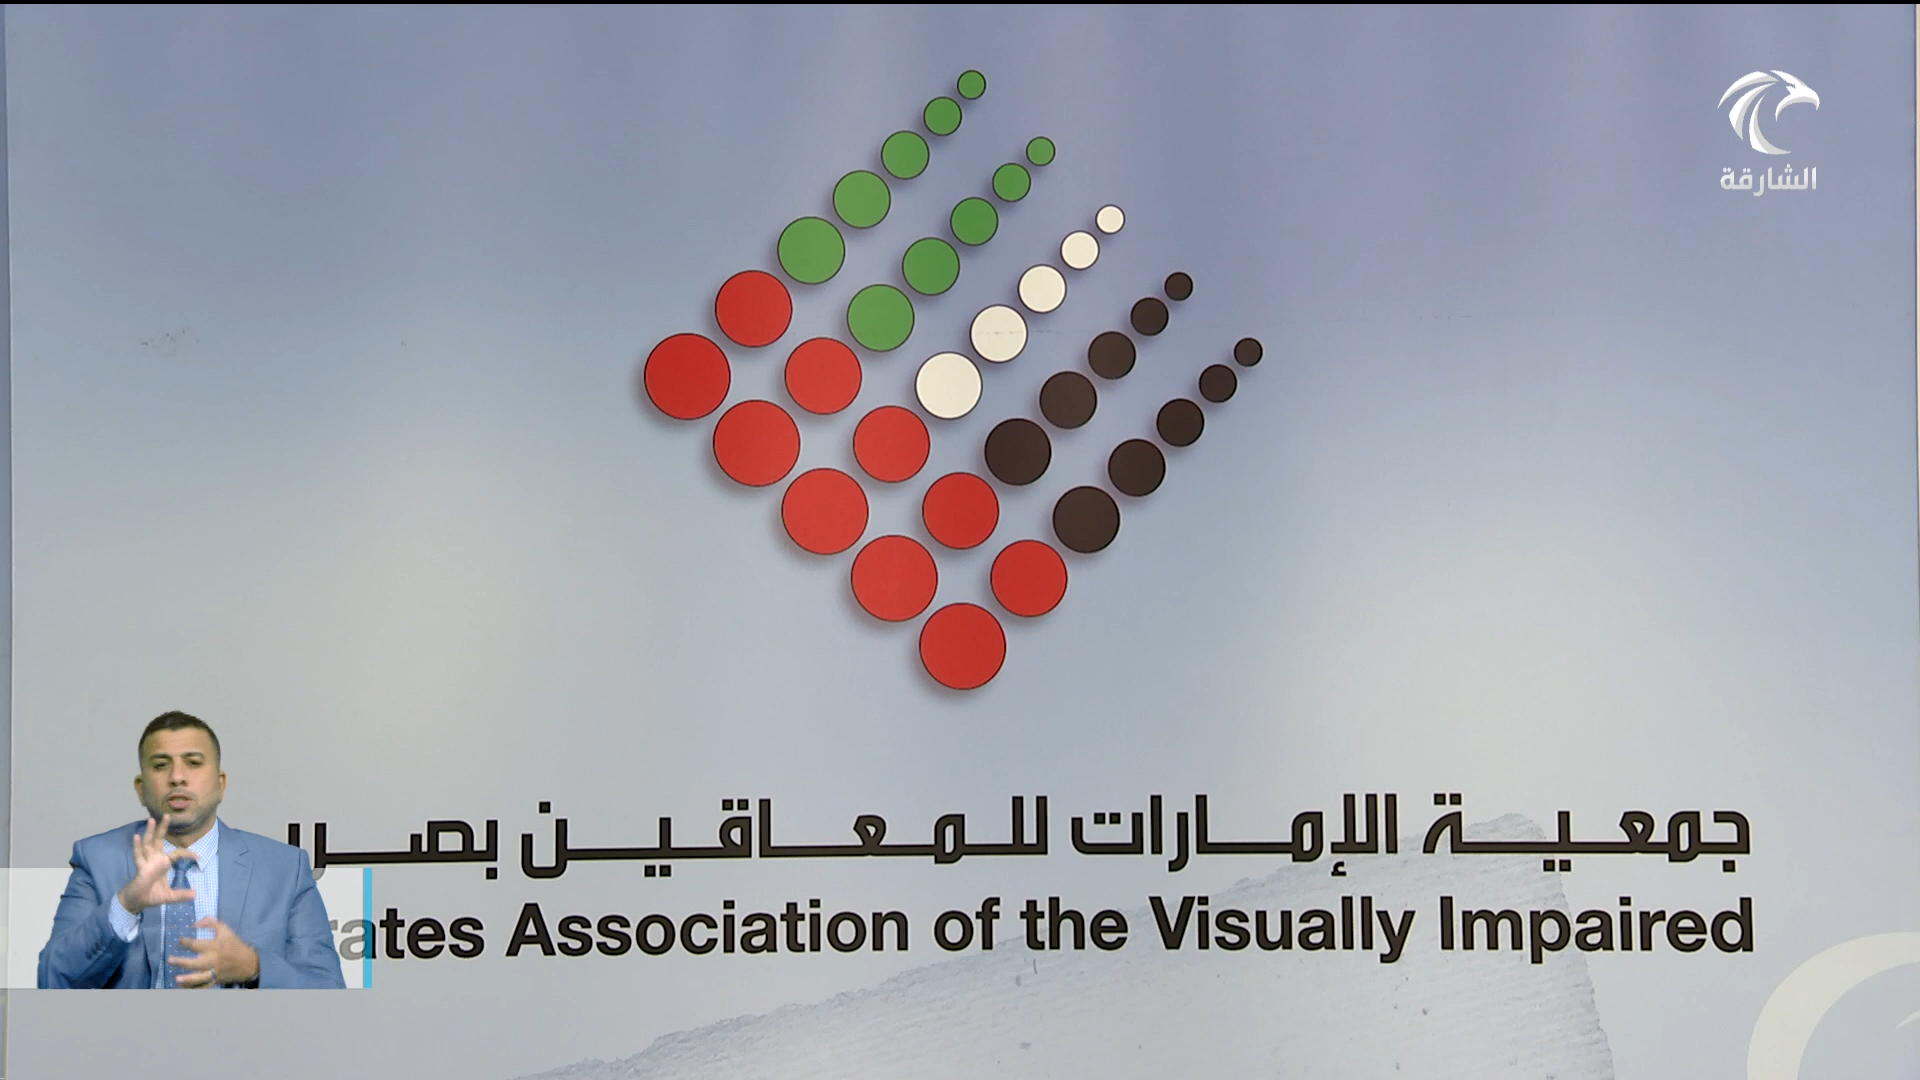 الشارقة
جمعية الإمارات للمعاقين بصر
rates Association of the Visually Impaired